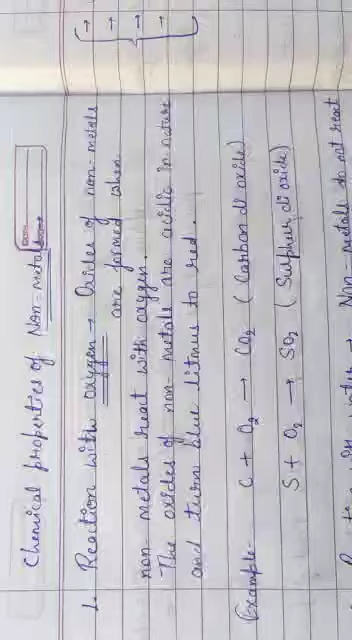 Chemical properties of Non-metals
1. Reaction with oxygen → Oxides of non-metals
are formed when
non-metals react with oxygen.
The oxides of non-metals are acidic in nature
and turns blue litmus to red.
Example- C + O₂ → CO₂ (Carbon di oxide)
S + O₂ → SO₂ (Sulpheer di oxide)
Non-metals do not react